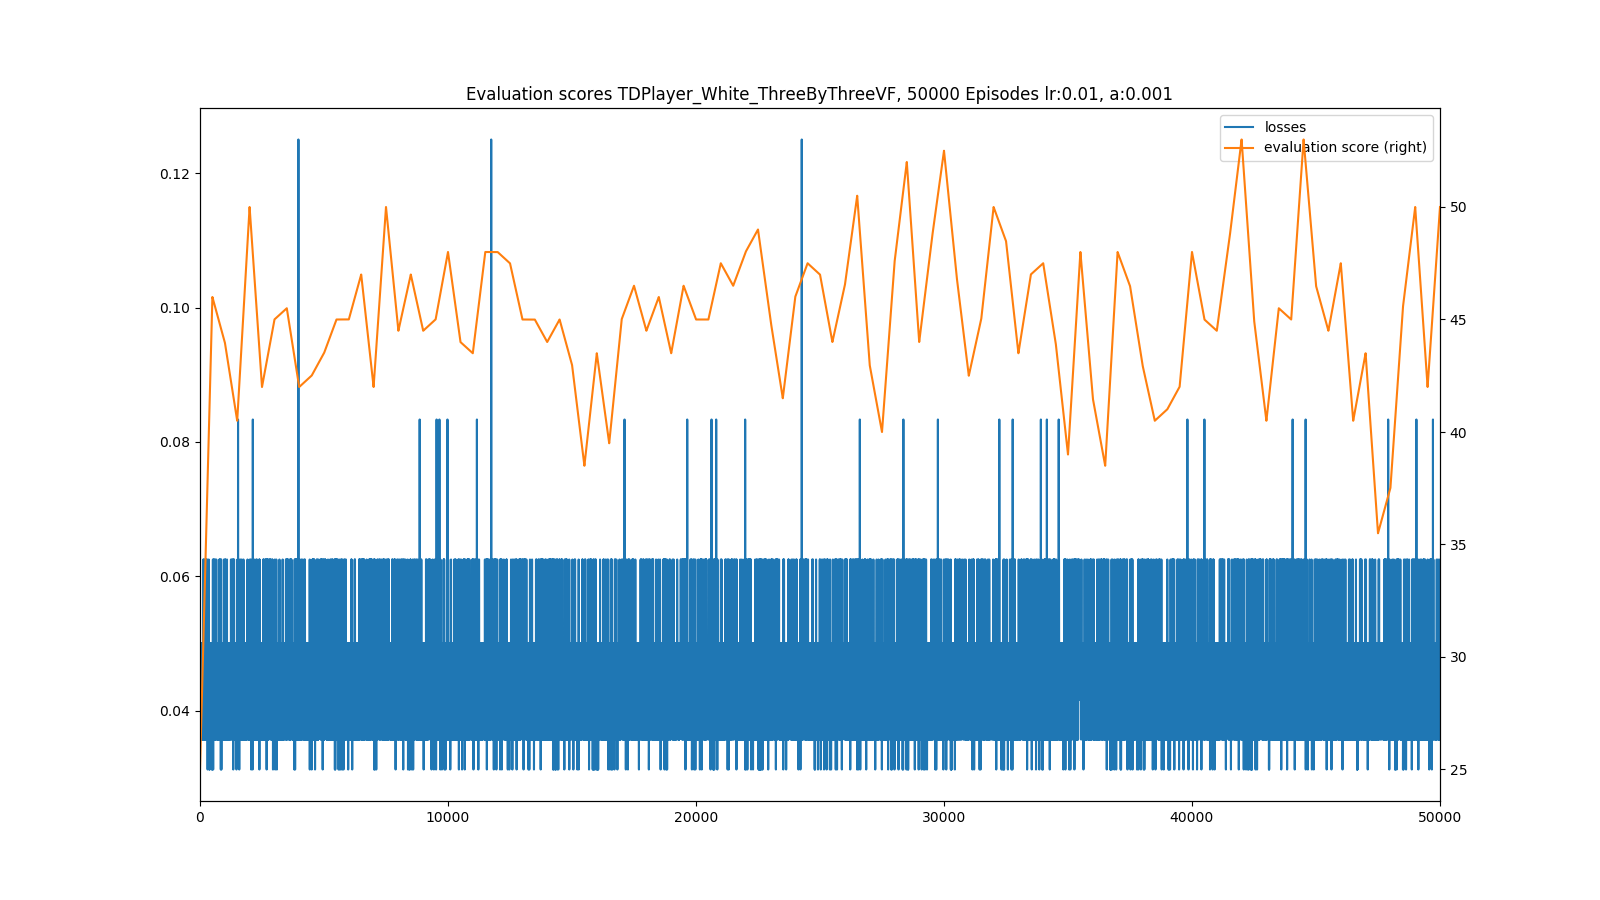 Evaluation scores TDPlayer_White_ThreeByThreeVF, 50000 Episodes lr:0.01, a:0.001
losses
evaluation score (right)
0.12
0.10
0.08
0.06
0.04
50
45
40
35
30
25
0 10000 20000 30000 40000 50000